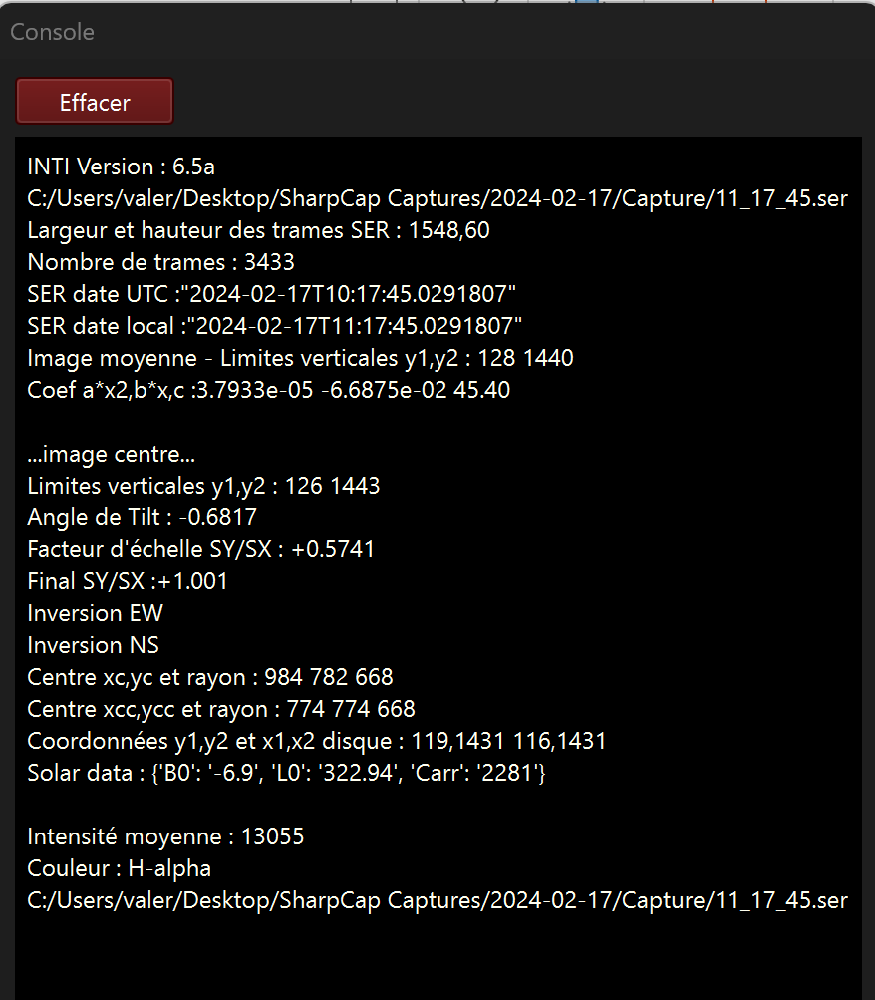 Console
Effacer
INTI Version : 6.5a
C:/Users/valer/Desktop/SharpCap Captures/2024-02-17/Capture/11_17_45.ser
Largeur et hauteur des trames SER : 1548,60
Nombre de trames : 3433
SER date UTC :"2024-02-17T10:17:45.0291807"
SER date local :"2024-02-17T11:17:45.0291807"
Image moyenne - Limites verticales y1,y2 : 128 1440
Coef a*x2,b*x,c :3.7933e-05 -6.6875e-02 45.40
...image centre...
Limites verticales y1,y2 : 126 1443
Angle de Tilt : -0.6817
Facteur d'échelle SY/SX : +0.5741
Final SY/SX :+1.001
Inversion EW
Inversion NS
Centre xc,yc et rayon : 984 782 668
Centre xcc,ycc et rayon : 774 774 668
Coordonnées y1,y2 et x1,x2 disque : 119,1431 116,1431
Solar data : {'B0': '-6.9', 'L0': '322.94', 'Carr': '2281'}
Intensité moyenne : 13055
Couleur : H-alpha
C:/Users/valer/Desktop/SharpCap Captures/2024-02-17/Capture/11_17_45.ser